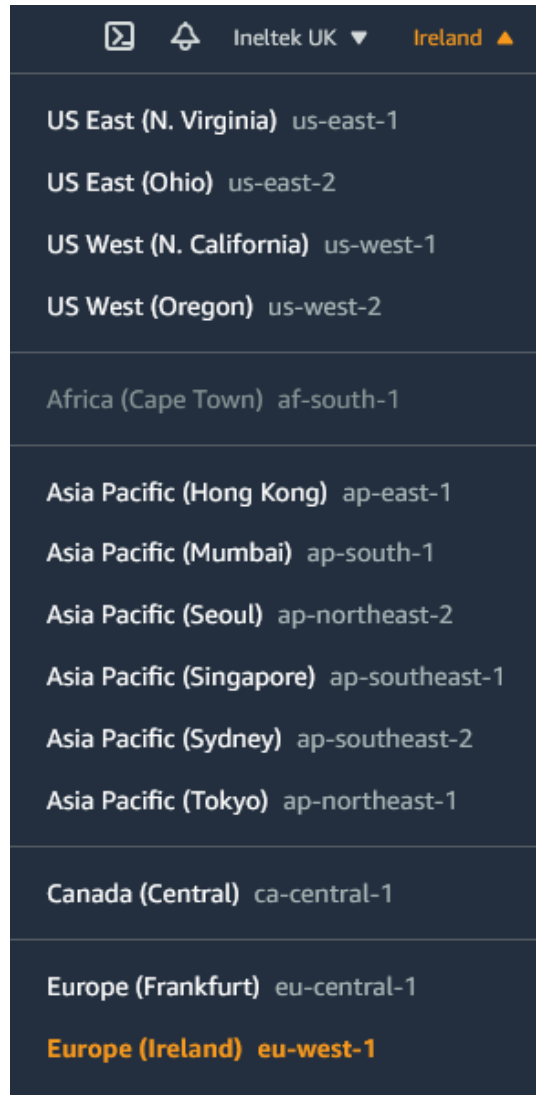 Ineltek UK ▼ Ireland ▲
US East (N. Virginia) us-east-1
US East (Ohio) us-east-2
US West (N. California) us-west-1
US West (Oregon) us-west-2
Africa (Cape Town) af-south-1
Asia Pacific (Hong Kong) ap-east-1
Asia Pacific (Mumbai) ap-south-1
Asia Pacific (Seoul) ap-northeast-2
Asia Pacific (Singapore) ap-southeast-1
Asia Pacific (Sydney) ap-southeast-2
Asia Pacific (Tokyo) ap-northeast-1
Canada (Central) ca-central-1
Europe (Frankfurt) eu-central-1
Europe (Ireland) eu-west-1